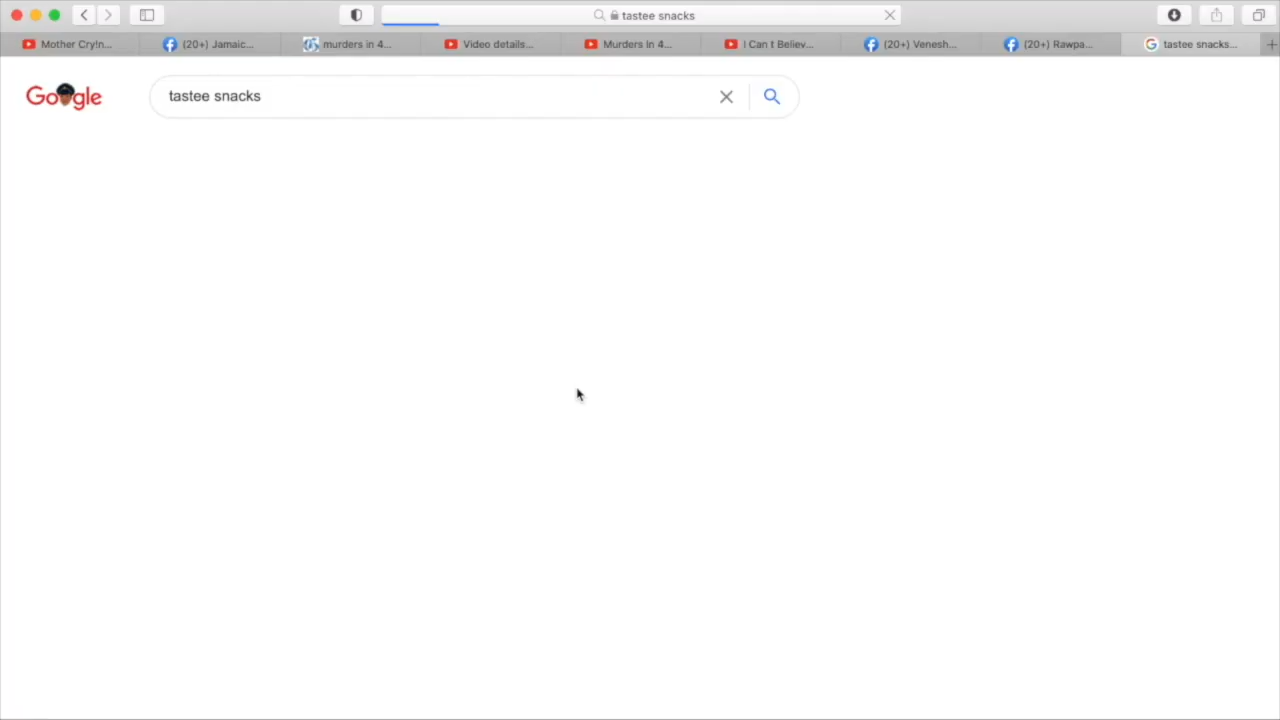 tastee snacks
Mother Cry!n...
(20+) Jamaic...
murders in 4...
Video details...
Murders In 4...
I Can t Believ...
(20+) Venesh...
(20+) Rawpa...
tastee snacks...
Google
tastee snacks